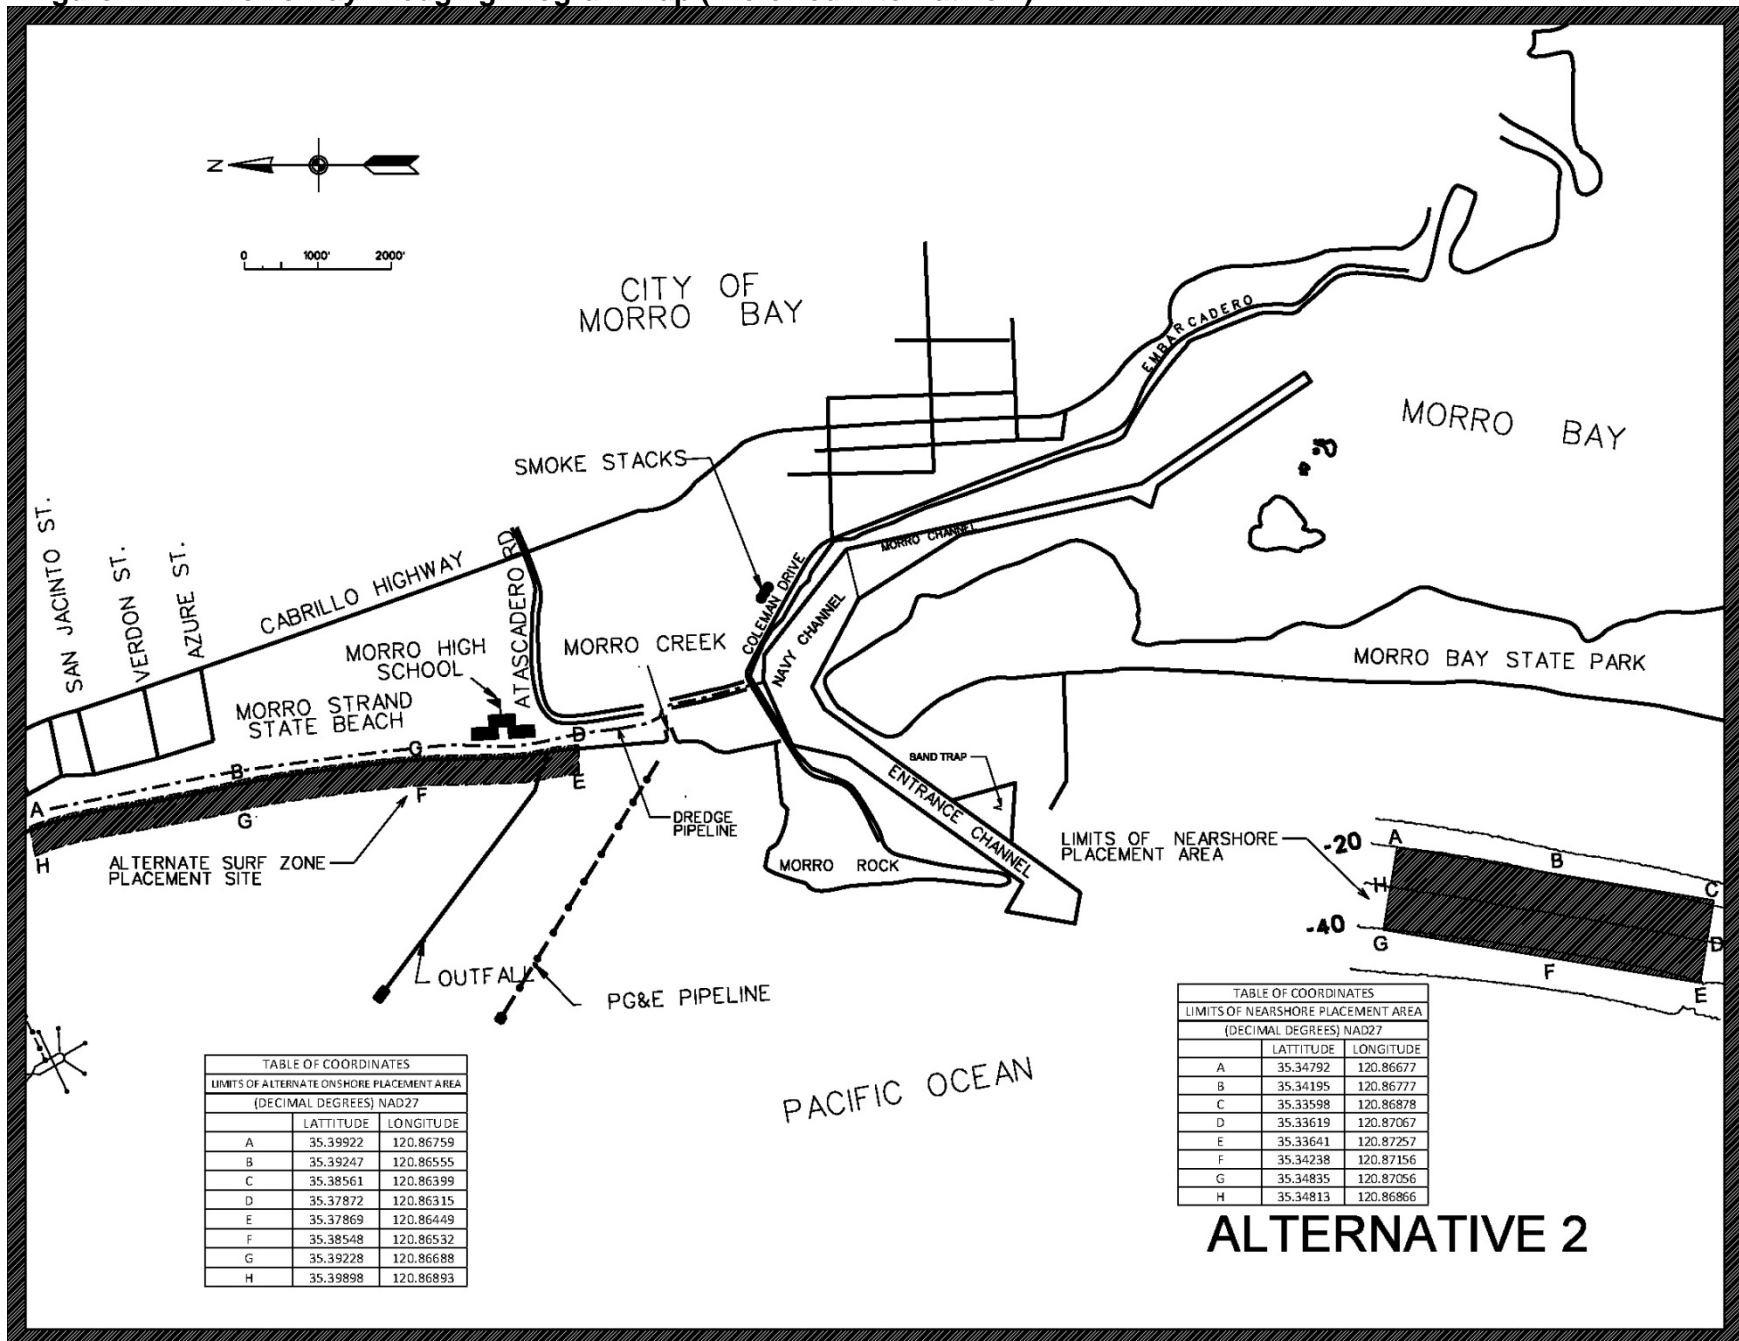 N
0 1000' 2000'
CITY OF
MORRO BAY
EMBARCADERO
MORRO BAY
SMOKE STACKS
SAN JACINTO ST.
VERDON ST.
AZURE ST.
CABRILLO HIGHWAY
ATASCADERO RD
MORRO HIGH
SCHOOL
MORRO CREEK
COLEMAN DRIVE
NAVY CHANNEL
MORRO CHANNEL
MORRO BAY STATE PARK
MORRO STRAND
STATE BEACH
A
B
G
D
E
F
G
H
SAND TRAP
ENTRANCE CHANNEL
DREDGE
PIPELINE
ALTERNATE SURF ZONE
PLACEMENT SITE
MORRO ROCK
LIMITS OF NEARSHORE
PLACEMENT AREA
-20
-40
A
B
C
D
E
F
G
H
OUTFALL
PG&E PIPELINE
PACIFIC OCEAN
TABLE OF COORDINATES
LIMITS OF ALTERNATE ONSHORE PLACEMENT AREA
(DECIMAL DEGREES) NAD27
LATTITUDE LONGITUDE
A 35.39922 120.86759
B 35.39247 120.86555
C 35.38561 120.86399
D 35.37872 120.86315
E 35.37869 120.86449
F 35.38548 120.86532
G 35.39228 120.86688
H 35.39898 120.86893
TABLE OF COORDINATES
LIMITS OF NEARSHORE PLACEMENT AREA
(DECIMAL DEGREES) NAD27
LATTITUDE LONGITUDE
A 35.34792 120.86677
B 35.34195 120.86777
C 35.33598 120.86878
D 35.33619 120.87067
E 35.33641 120.87257
F 35.34238 120.87156
G 35.34835 120.87056
H 35.34813 120.86866
ALTERNATIVE 2